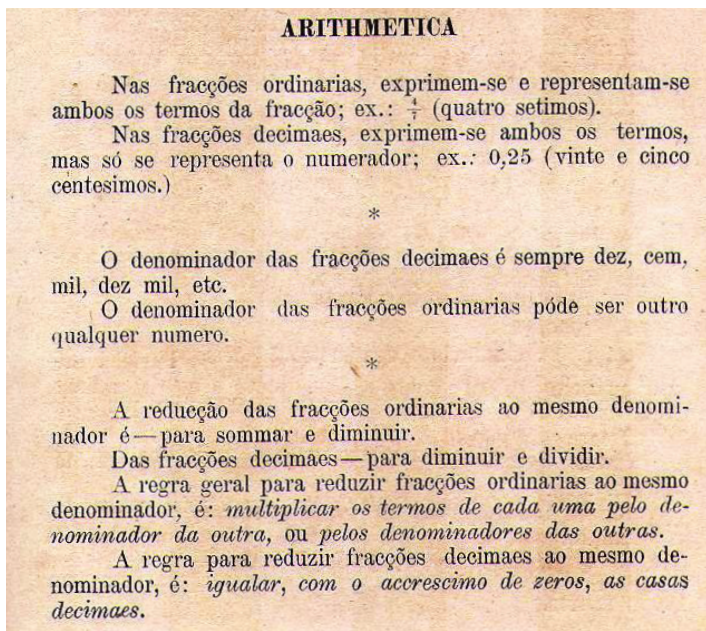 ARITHMETICA
Nas fracções ordinarias, exprimem-se e representam-se
ambos os termos da fracção; ex.: 4/7 (quatro setimos).
Nas fracções decimaes, exprimem-se ambos os termos,
mas só se representa o numerador; ex.: 0,25 (vinte e cinco
centesimos.)
*
O denominador das fracções decimaes é sempre dez, cem,
mil, dez mil, etc.
O denominador das fracções ordinarias póde ser outro
qualquer numero.
*
A reducção das fracções ordinarias ao mesmo denomi-
nador é—para sommar e diminuir.
Das fracções decimaes—para diminuir e dividir.
A regra geral para reduzir fracções ordinarias ao mesmo
denominador, é: multiplicar os termos de cada uma pelo de-
nominador da outra, ou pelos denominadores das outras.
A regra para reduzir fracções decimaes ao mesmo de-
nominador, é: igualar, com o accrescimo de zeros, as casas
decimaes.